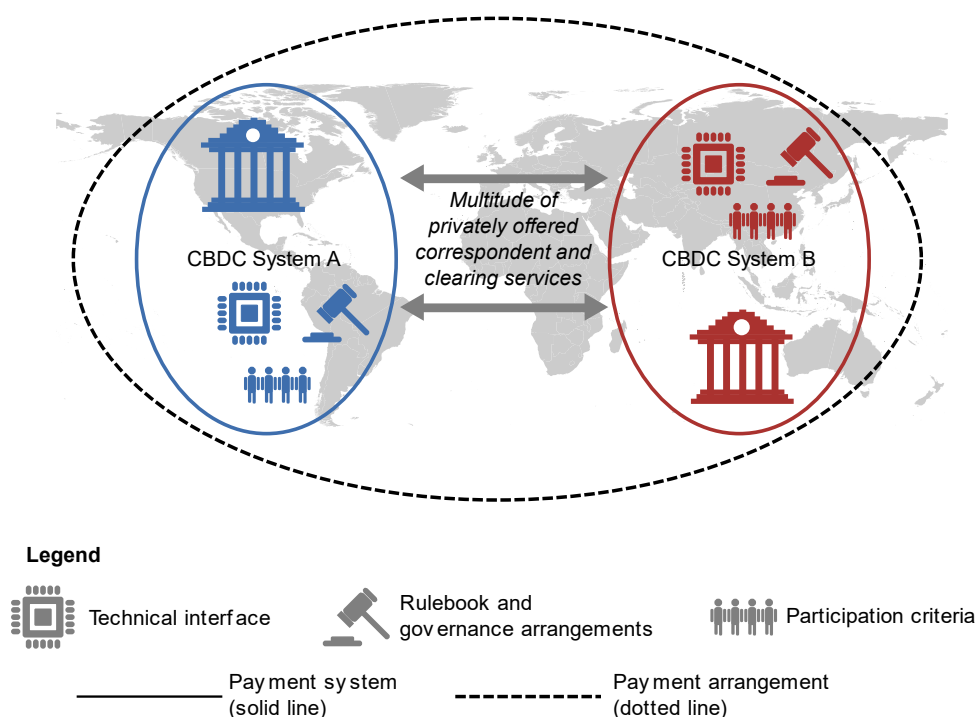 Multitude of
privately offered
correspondent and
clearing services
CBDC System A
CBDC System B
Legend
Technical interface
Rulebook and
governance arrangements
Participation criteria
Payment system
(solid line)
Payment arrangement
(dotted line)